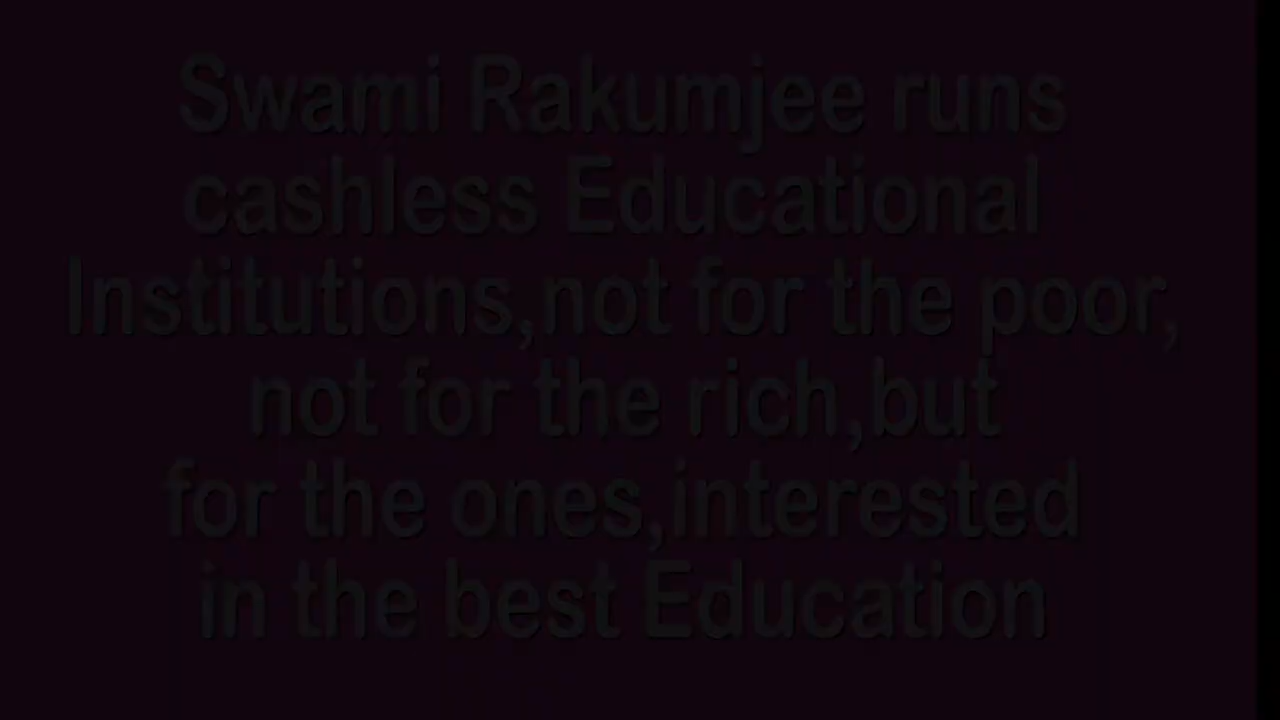 Swami Rakumjee runs
cashless Educational
Institutions,not for the poor,
not for the rich,but
for the ones,interested
in the best Education